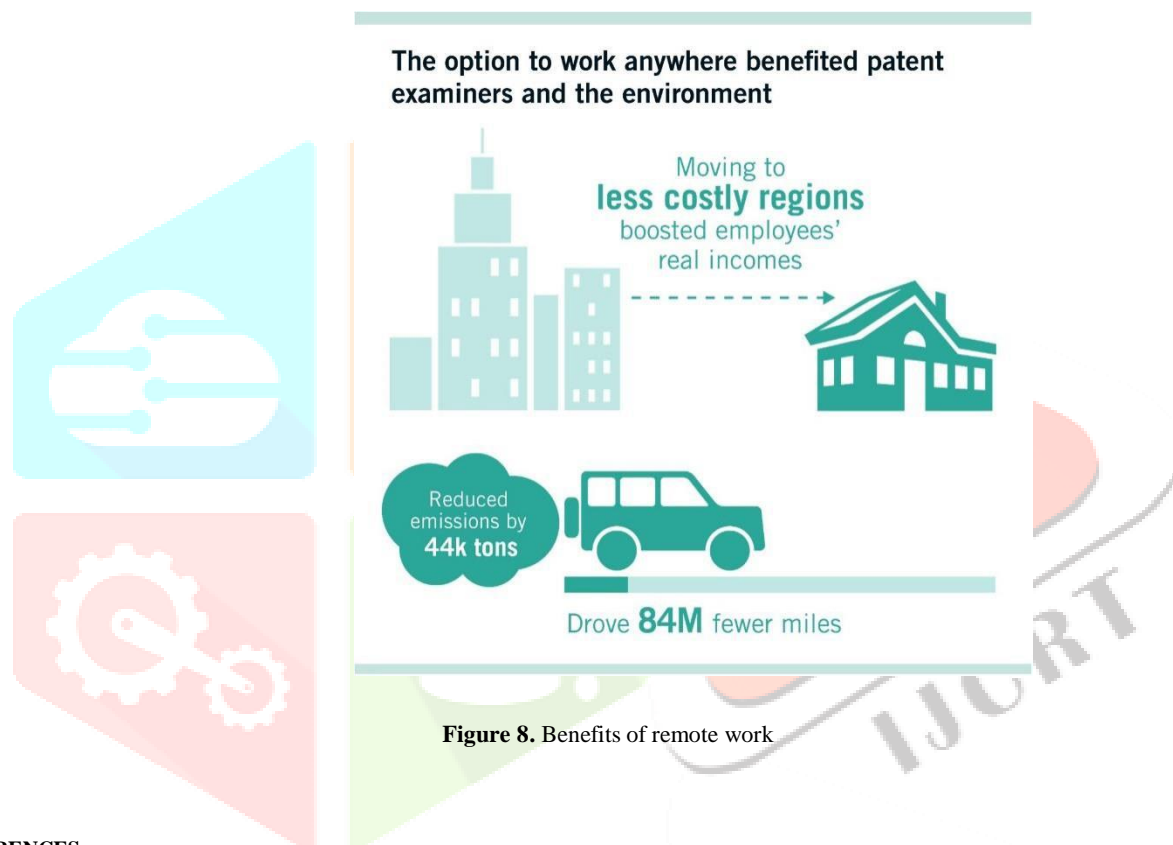 The option to work anywhere benefited patent
examiners and the environment
Moving to
less costly regions
boosted employees'
real incomes
Reduced
emissions by
44k tons
Drove 84M fewer miles
Figure 8. Benefits of remote work
IJCRT